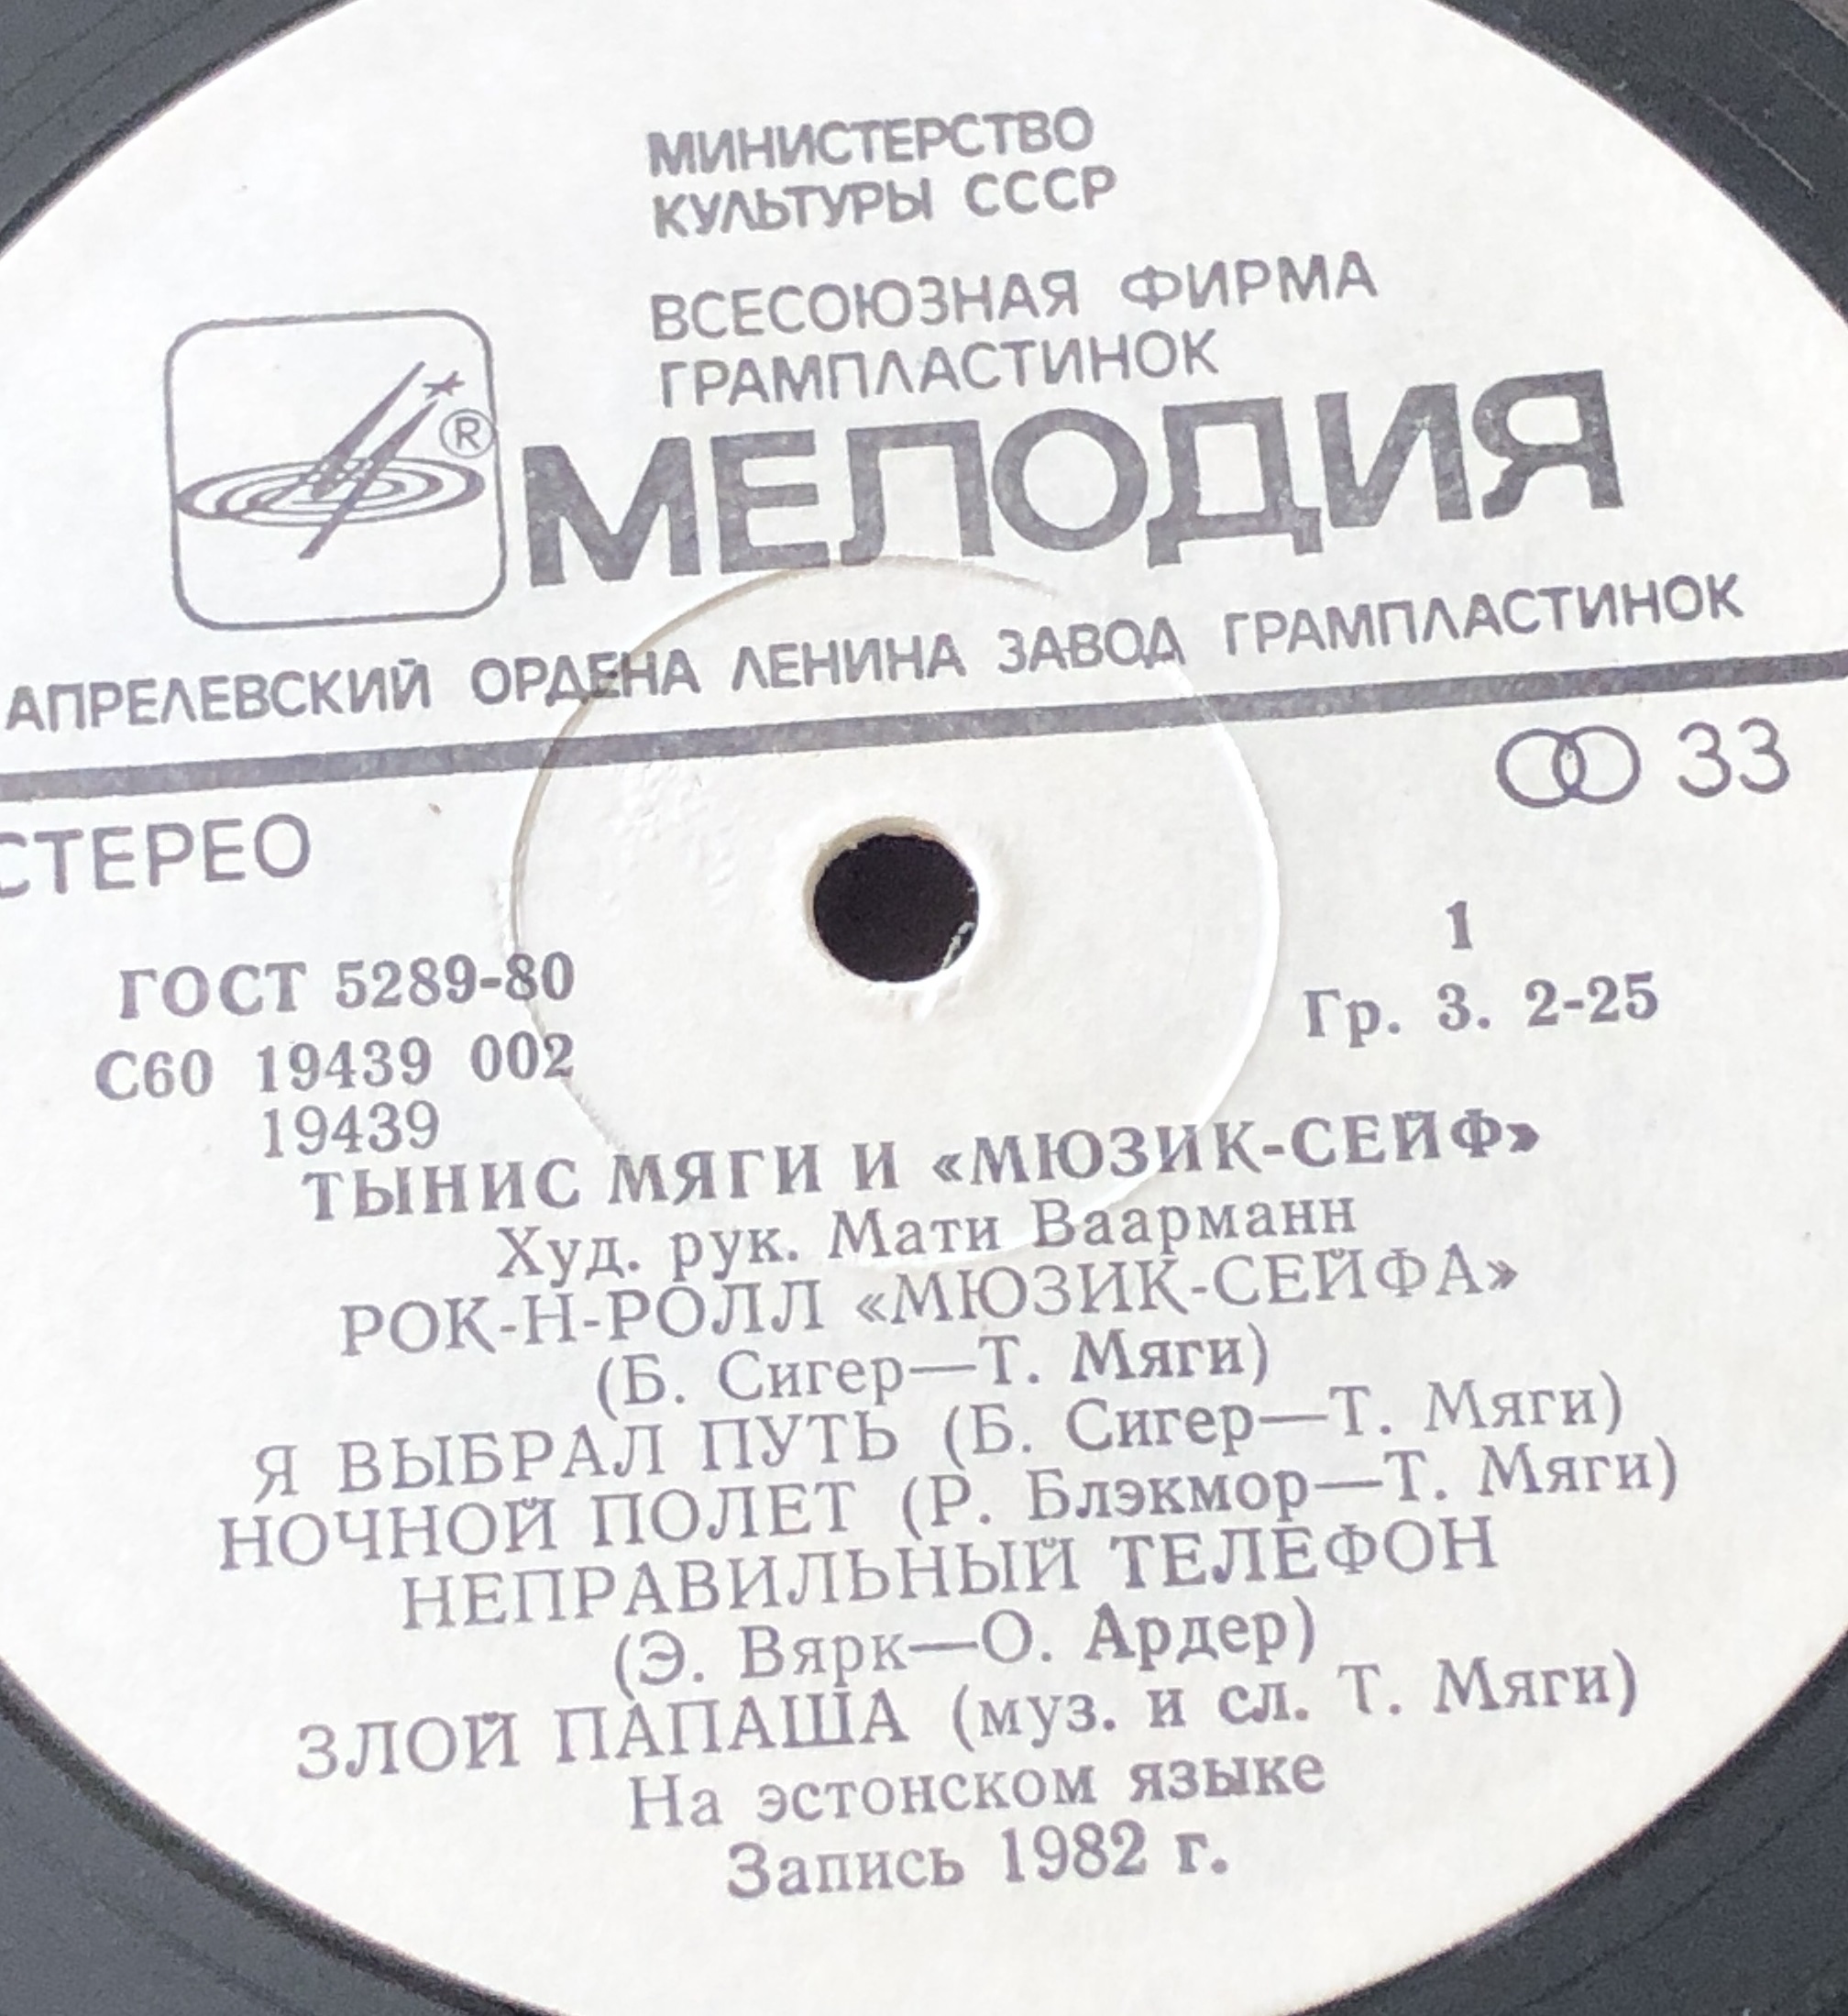 МИНИСТЕРСТВО
КУЛЬТУРЫ СССР
ВСЕСОЮЗНАЯ ФИРМА
ГРАМПЛАСТИНОК
® МЕЛОДИЯ
АПРЕЛЕВСКИЙ ОРДЕНА ЛЕНИНА ЗАВОД ГРАМПЛАСТИНОК
СТЕРЕО
33
ГОСТ 5289-80
1
С60 19439 002
Гр. 3. 2-25
19439
ТЫНИС МЯГИ И «МЮЗИК-СЕЙФ»
Худ. рук. Мати Ваарманн
РОК-Н-РОЛЛ «МЮЗИК-СЕЙФА»
(Б. Сигер—Т. Мяги)
Я ВЫБРАЛ ПУТЬ (Б. Сигер—Т. Мяги)
НОЧНОЙ ПОЛЕТ (Р. Блэкмор—Т. Мяги)
НЕПРАВИЛЬНЫЙ ТЕЛЕФОН
(Э. Вярк—О. Ардер)
ЗЛОЙ ПАПАША (муз. и сл. Т. Мяги)
На эстонском языке
Запись 1982 г.